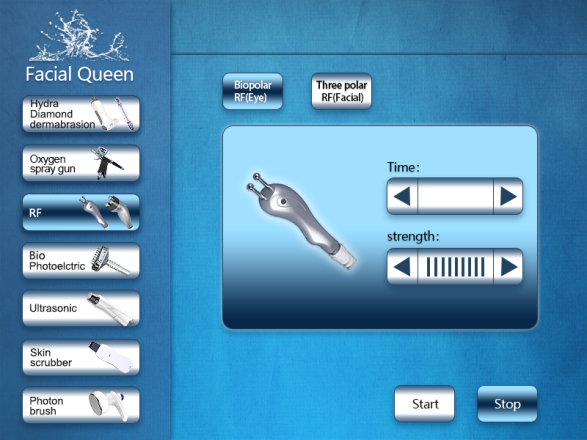 Facial Queen
Hydra
Diamond
dermabrasion
Oxygen
spray gun
RF
Bio
Photoelctric
Ultrasonic
Skin
scrubber
Photon
brush
Biopolar
RF(Eye)
Three polar
RF(Facial)
Time:
strength:
Start
Stop